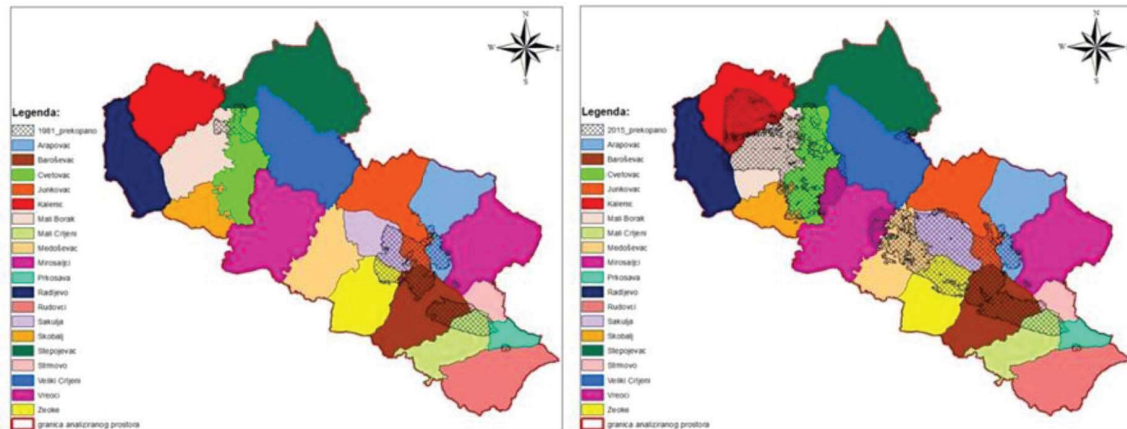 N
W E
S
Legenda:
1981_prekopano
Arapovac
Baroševac
Cvetovac
Junkovac
Kalenic
Mali Borak
Mali Crljeni
Medoševac
Mirosaljci
Prkosava
Radljevo
Rudovci
Sakulja
Skobalj
Stepojevac
Strmovo
Veliki Crljeni
Vreoci
Zeoke
granica analiziranog prostora
N
W
S
Legenda:
2015_prekopano
Arapovac
Baroševac
Cvetovac
Junkovac
Kalenic
Mali Borak
Mali Crljeni
Medoševac
Mirosaljci
Prkosava
Radljevo
Rudovci
Sakulja
Skobalj
Stepojevac
Strmovo
Veliki Crljeni
Vreoci
Zeoke
granica analiziranog prostora